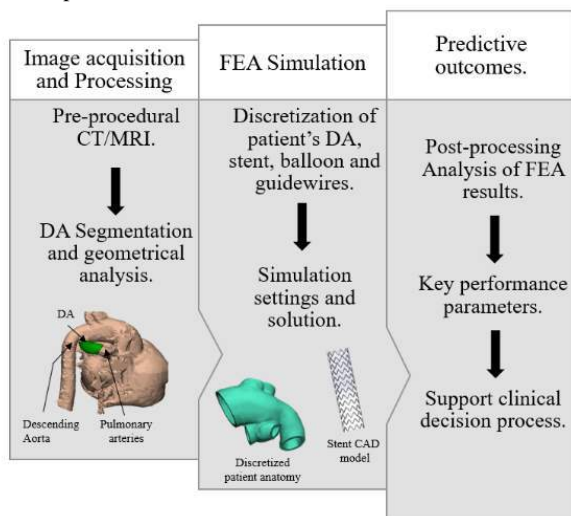 Image acquisition
and Processing
Pre-procedural
CT/MRI.
DA Segmentation
and geometrical
analysis.
DA
Descending
Aorta
Pulmonary
arteries
FEA Simulation
Discretization of
patient's DA,
stent, balloon and
guidewires.
Simulation
settings and
solution.
Discretized
patient anatomy
Stent CAD
model
Predictive
outcomes.
Post-processing
Analysis of FEA
results.
Key performance
parameters.
Support clinical
decision process.